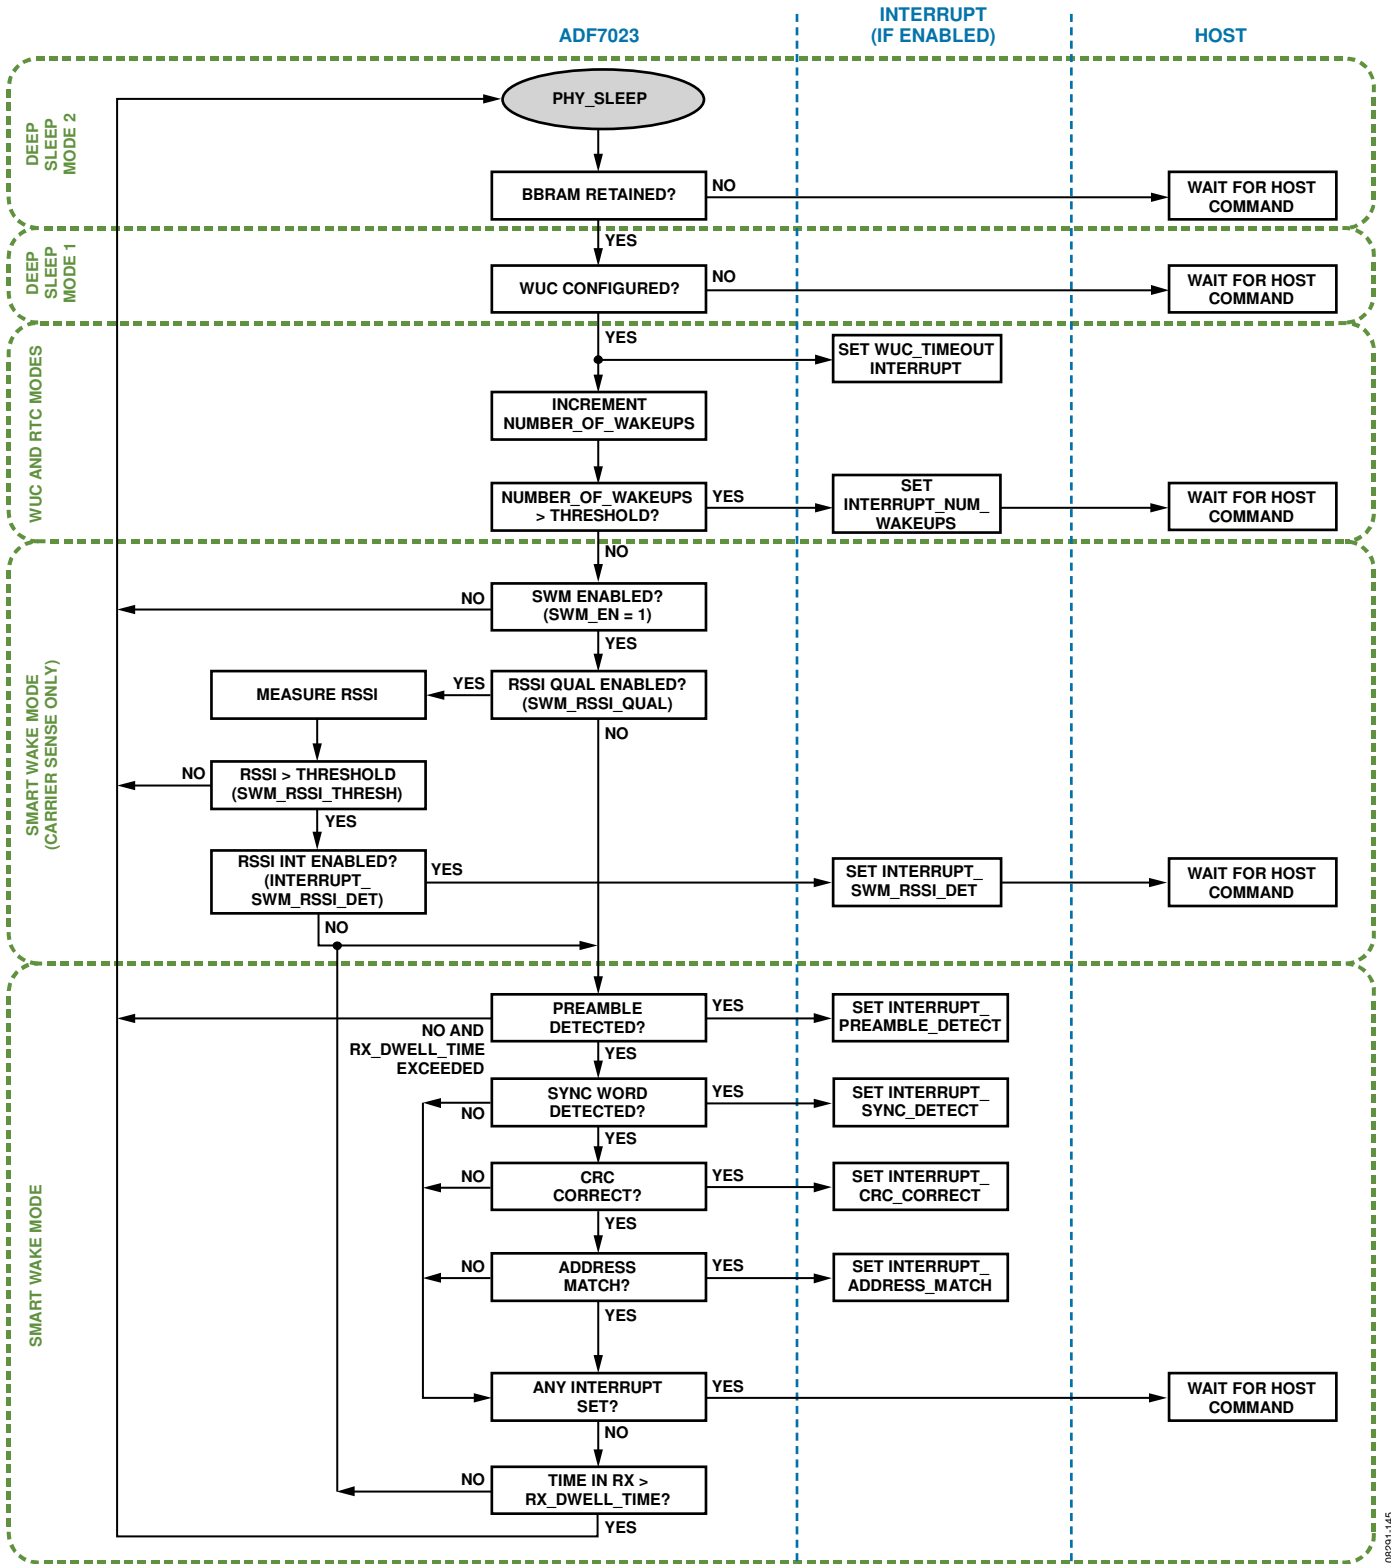 ADF7023
INTERRUPT
(IF ENABLED)
HOST
DEEP
SLEEP
MODE 2
PHY_SLEEP
BBRAM RETAINED?
NO
WAIT FOR HOST
COMMAND
YES
DEEP
SLEEP
MODE 1
WUC CONFIGURED?
NO
WAIT FOR HOST
COMMAND
YES
WUC AND RTC MODES
SET WUC_TIMEOUT
INTERRUPT
INCREMENT
NUMBER_OF_WAKEUPS
NUMBER_OF_WAKEUPS
> THRESHOLD?
YES
SET
INTERRUPT_NUM_
WAKEUPS
WAIT FOR HOST
COMMAND
NO
SMART WAKE MODE
(CARRIER SENSE ONLY)
SWM ENABLED?
(SWM_EN = 1)
NO
YES
RSSI QUAL ENABLED?
(SWM_RSSI_QUAL)
YES
MEASURE RSSI
NO
RSSI > THRESHOLD
(SWM_RSSI_THRESH)
NO
YES
RSSI INT ENABLED?
(INTERRUPT_
SWM_RSSI_DET)
YES
SET INTERRUPT_
SWM_RSSI_DET
WAIT FOR HOST
COMMAND
NO
SMART WAKE MODE
PREAMBLE
DETECTED?
YES
SET INTERRUPT_
PREAMBLE_DETECT
NO AND
RX_DWELL_TIME
EXCEEDED
YES
SYNC WORD
DETECTED?
NO
YES
SET INTERRUPT_
SYNC_DETECT
YES
CRC
CORRECT?
NO
YES
SET INTERRUPT_
CRC_CORRECT
YES
ADDRESS
MATCH?
NO
YES
SET INTERRUPT_
ADDRESS_MATCH
YES
ANY INTERRUPT
SET?
YES
WAIT FOR HOST
COMMAND
NO
TIME IN RX >
RX_DWELL_TIME?
NO
YES
08291-145